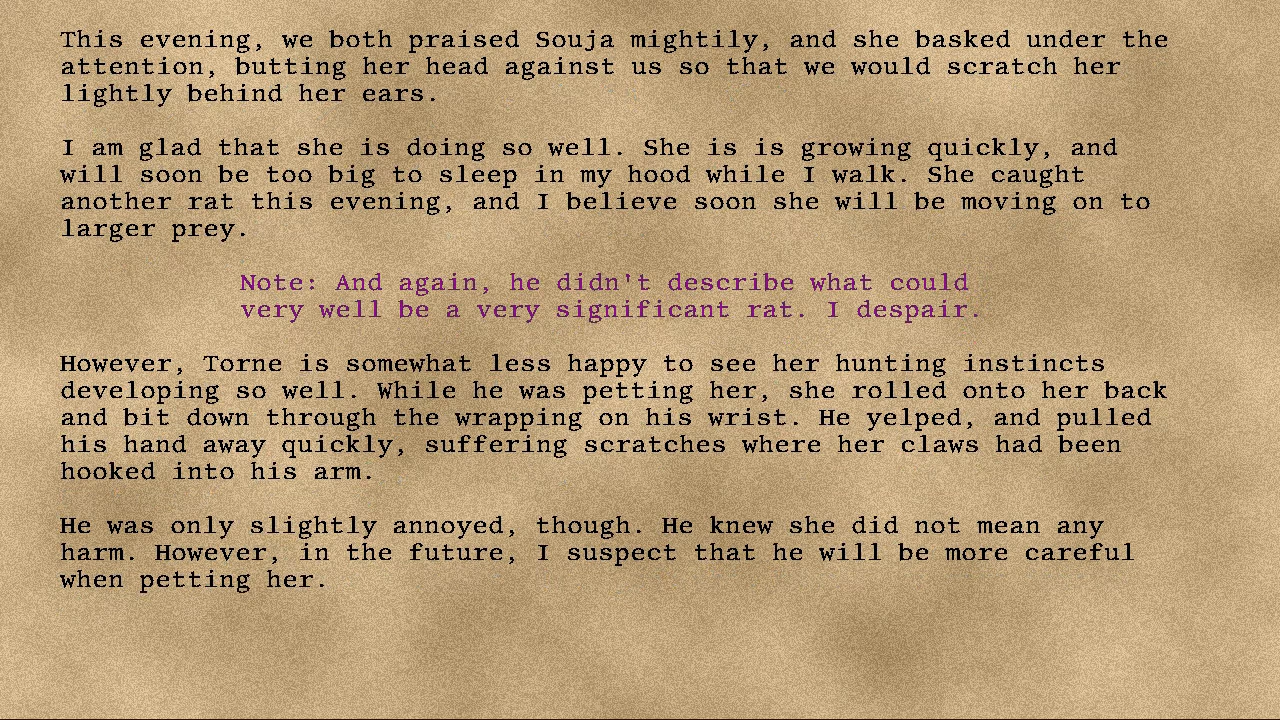 This evening, we both praised Souja mightily, and she basked under the
attention, butting her head against us so that we would scratch her
lightly behind her ears.
I am glad that she is doing so well. She is is growing quickly, and
will soon be too big to sleep in my hood while I walk. She caught
another rat this evening, and I believe soon she will be moving on to
larger prey.
Note: And again, he didn't describe what could
very well be a very significant rat. I despair.
However, Torne is somewhat less happy to see her hunting instincts
developing so well. While he was petting her, she rolled onto her back
and bit down through the wrapping on his wrist. He yelped, and pulled
his hand away quickly, suffering scratches where her claws had been
hooked into his arm.
He was only slightly annoyed, though. He knew she did not mean any
harm. However, in the future, I suspect that he will be more careful
when petting her.